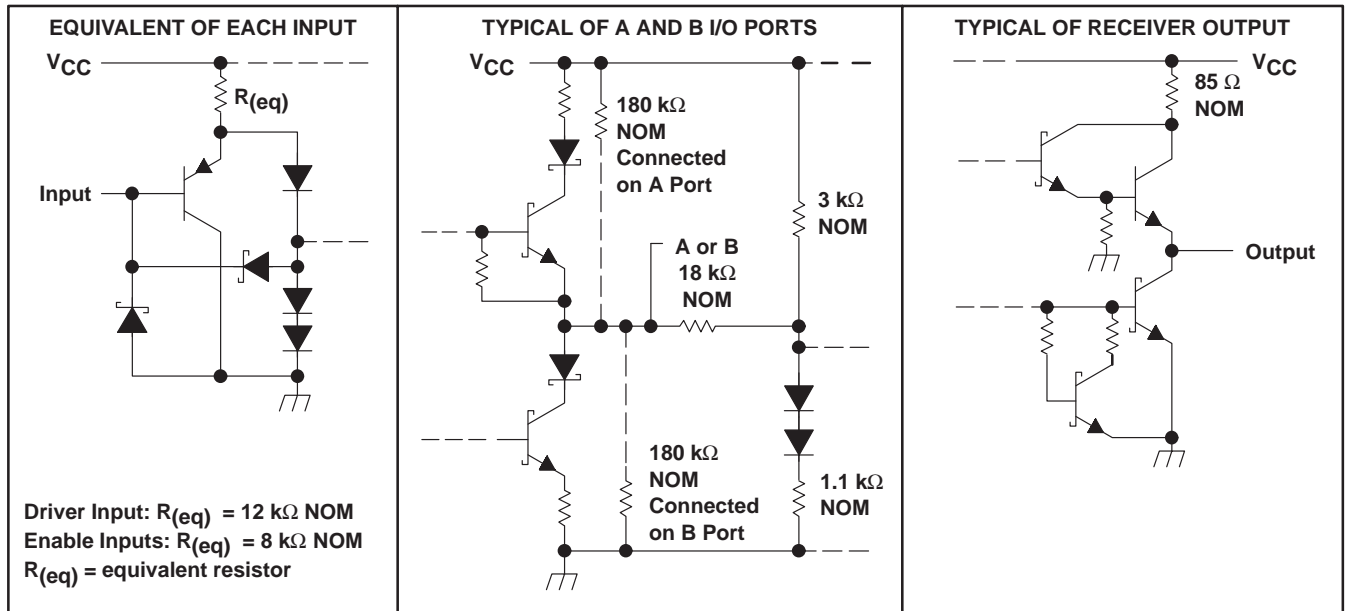 EQUIVALENT OF EACH INPUT
VCC
R(eq)
Input
Driver Input: R(eq) = 12 kΩ NOM
Enable Inputs: R(eq) = 8 kΩ NOM
R(eq) = equivalent resistor
TYPICAL OF A AND B I/O PORTS
VCC
180 kΩ
NOM
Connected
on A Port
3 kΩ
NOM
A or B
18 kΩ
NOM
180 kΩ
NOM
Connected
on B Port
1.1 kΩ
NOM
TYPICAL OF RECEIVER OUTPUT
VCC
85 Ω
NOM
Output